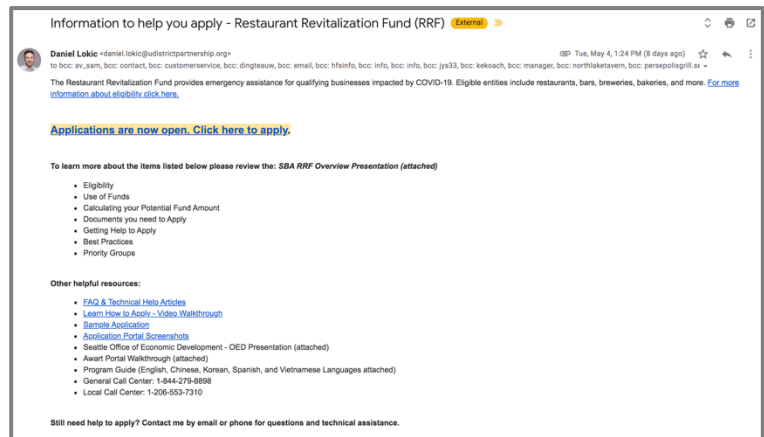 Information to help you apply - Restaurant Revitalization Fund (RRF) External
Daniel Lokic <daniel.lokic@udistrictpartnership.org> Tue, May 4, 1:24 PM (8 days ago)
to bcc: av_sam, bcc: contact, bcc: customerservice, bcc: dingteauw, bcc: email, bcc: hfsinfo, bcc: info, bcc: info, bcc: jys33, bcc: kekoach, bcc: manager, bcc: northlaketavern, bcc: persepolisgrill.se
The Restaurant Revitalization Fund provides emergency assistance for qualifying businesses impacted by COVID-19. Eligible entities include restaurants, bars, breweries, bakeries, and more. For more
information about eligibility click here.
Applications are now open. Click here to apply.
To learn more about the items listed below please review the: SBA RRF Overview Presentation (attached)
• Eligibility
• Use of Funds
• Calculating your Potential Fund Amount
• Documents you need to Apply
• Getting Help to Apply
• Best Practices
• Priority Groups
Other helpful resources:
• FAQ & Technical Help Articles
• Learn How to Apply - Video Walkthrough
• Sample Application
• Application Portal Screenshots
• Seattle Office of Economic Development - OED Presentation (attached)
• Awart Portal Walkthrough (attached)
• Program Guide (English, Chinese, Korean, Spanish, and Vietnamese Languages attached)
• General Call Center: 1-844-279-8898
• Local Call Center: 1-206-553-7310
Still need help to apply? Contact me by email or phone for questions and technical assistance.